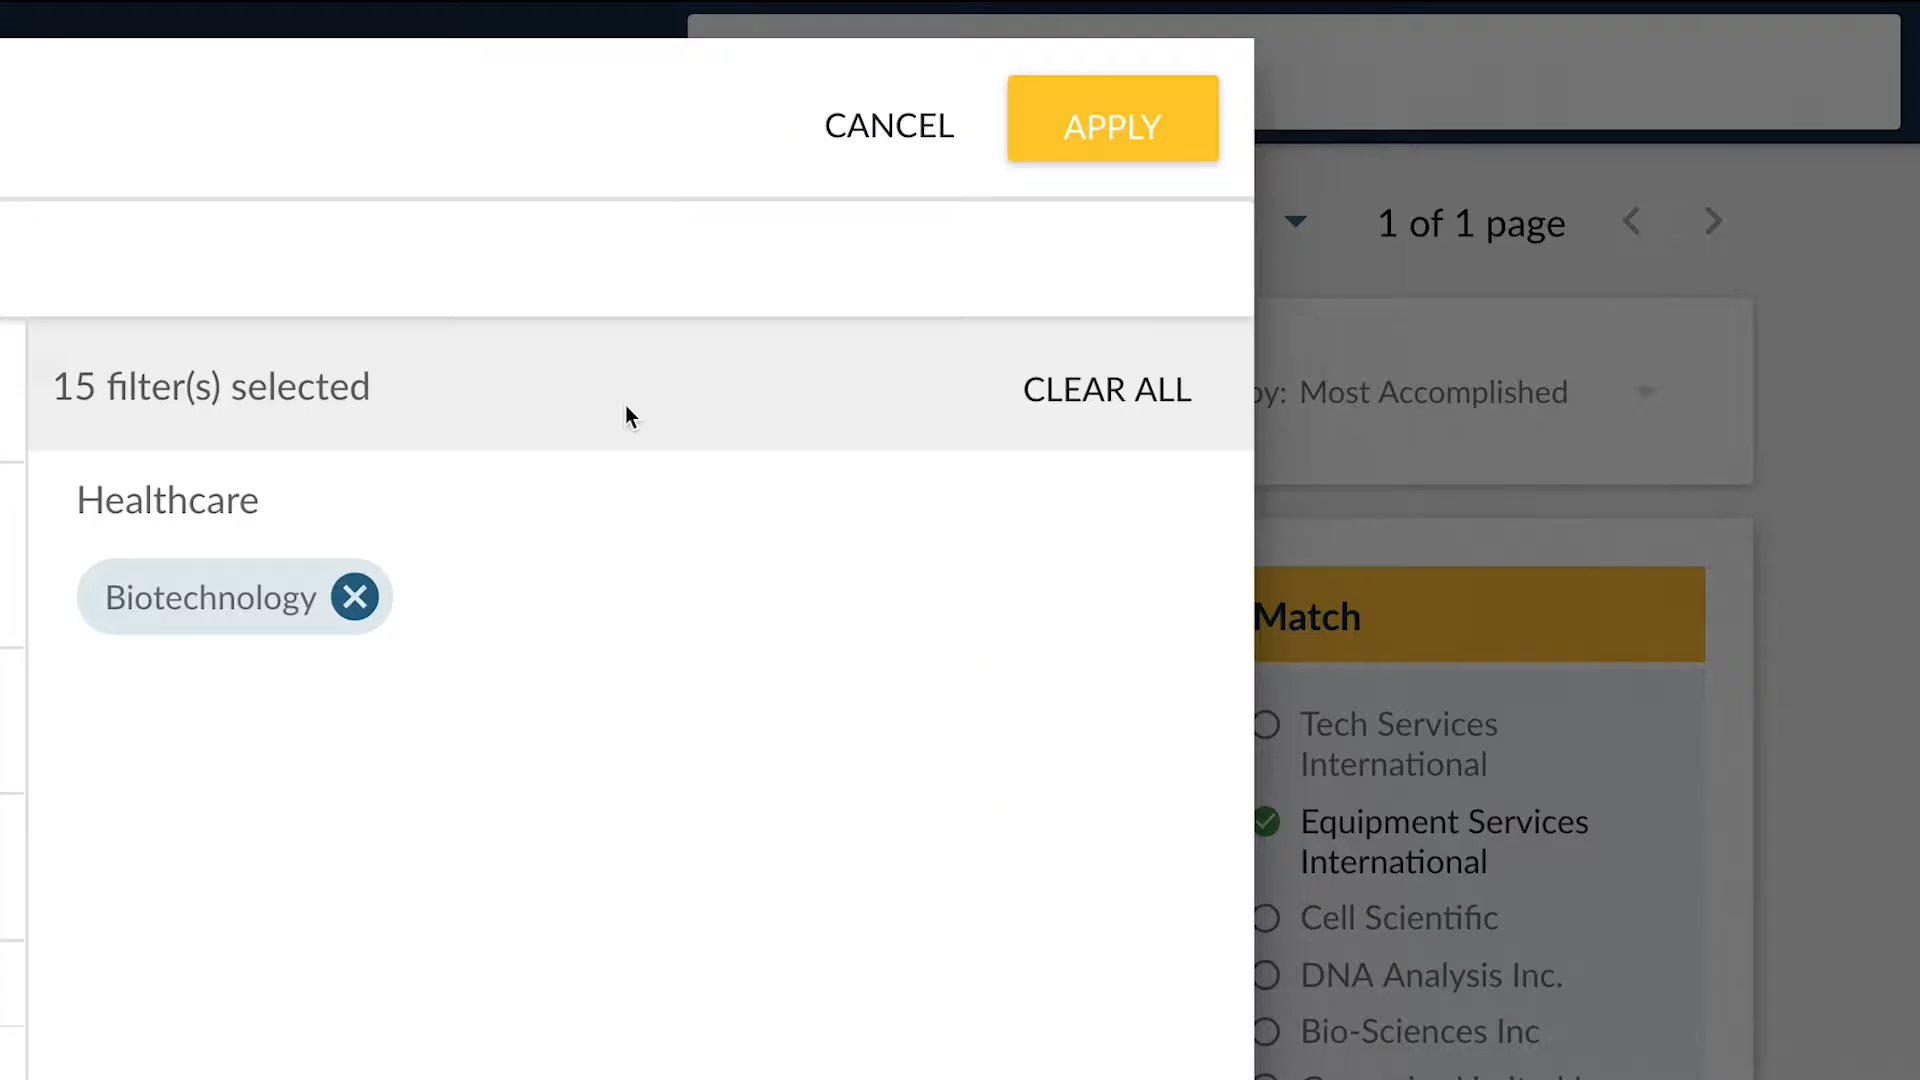 CANCEL
APPLY
1 of 1 page
15 filter(s) selected
CLEAR ALL
by: Most Accomplished
Healthcare
Biotechnology
Match
Tech Services
International
Equipment Services
International
Cell Scientific
DNA Analysis Inc.
Bio-Sciences Inc